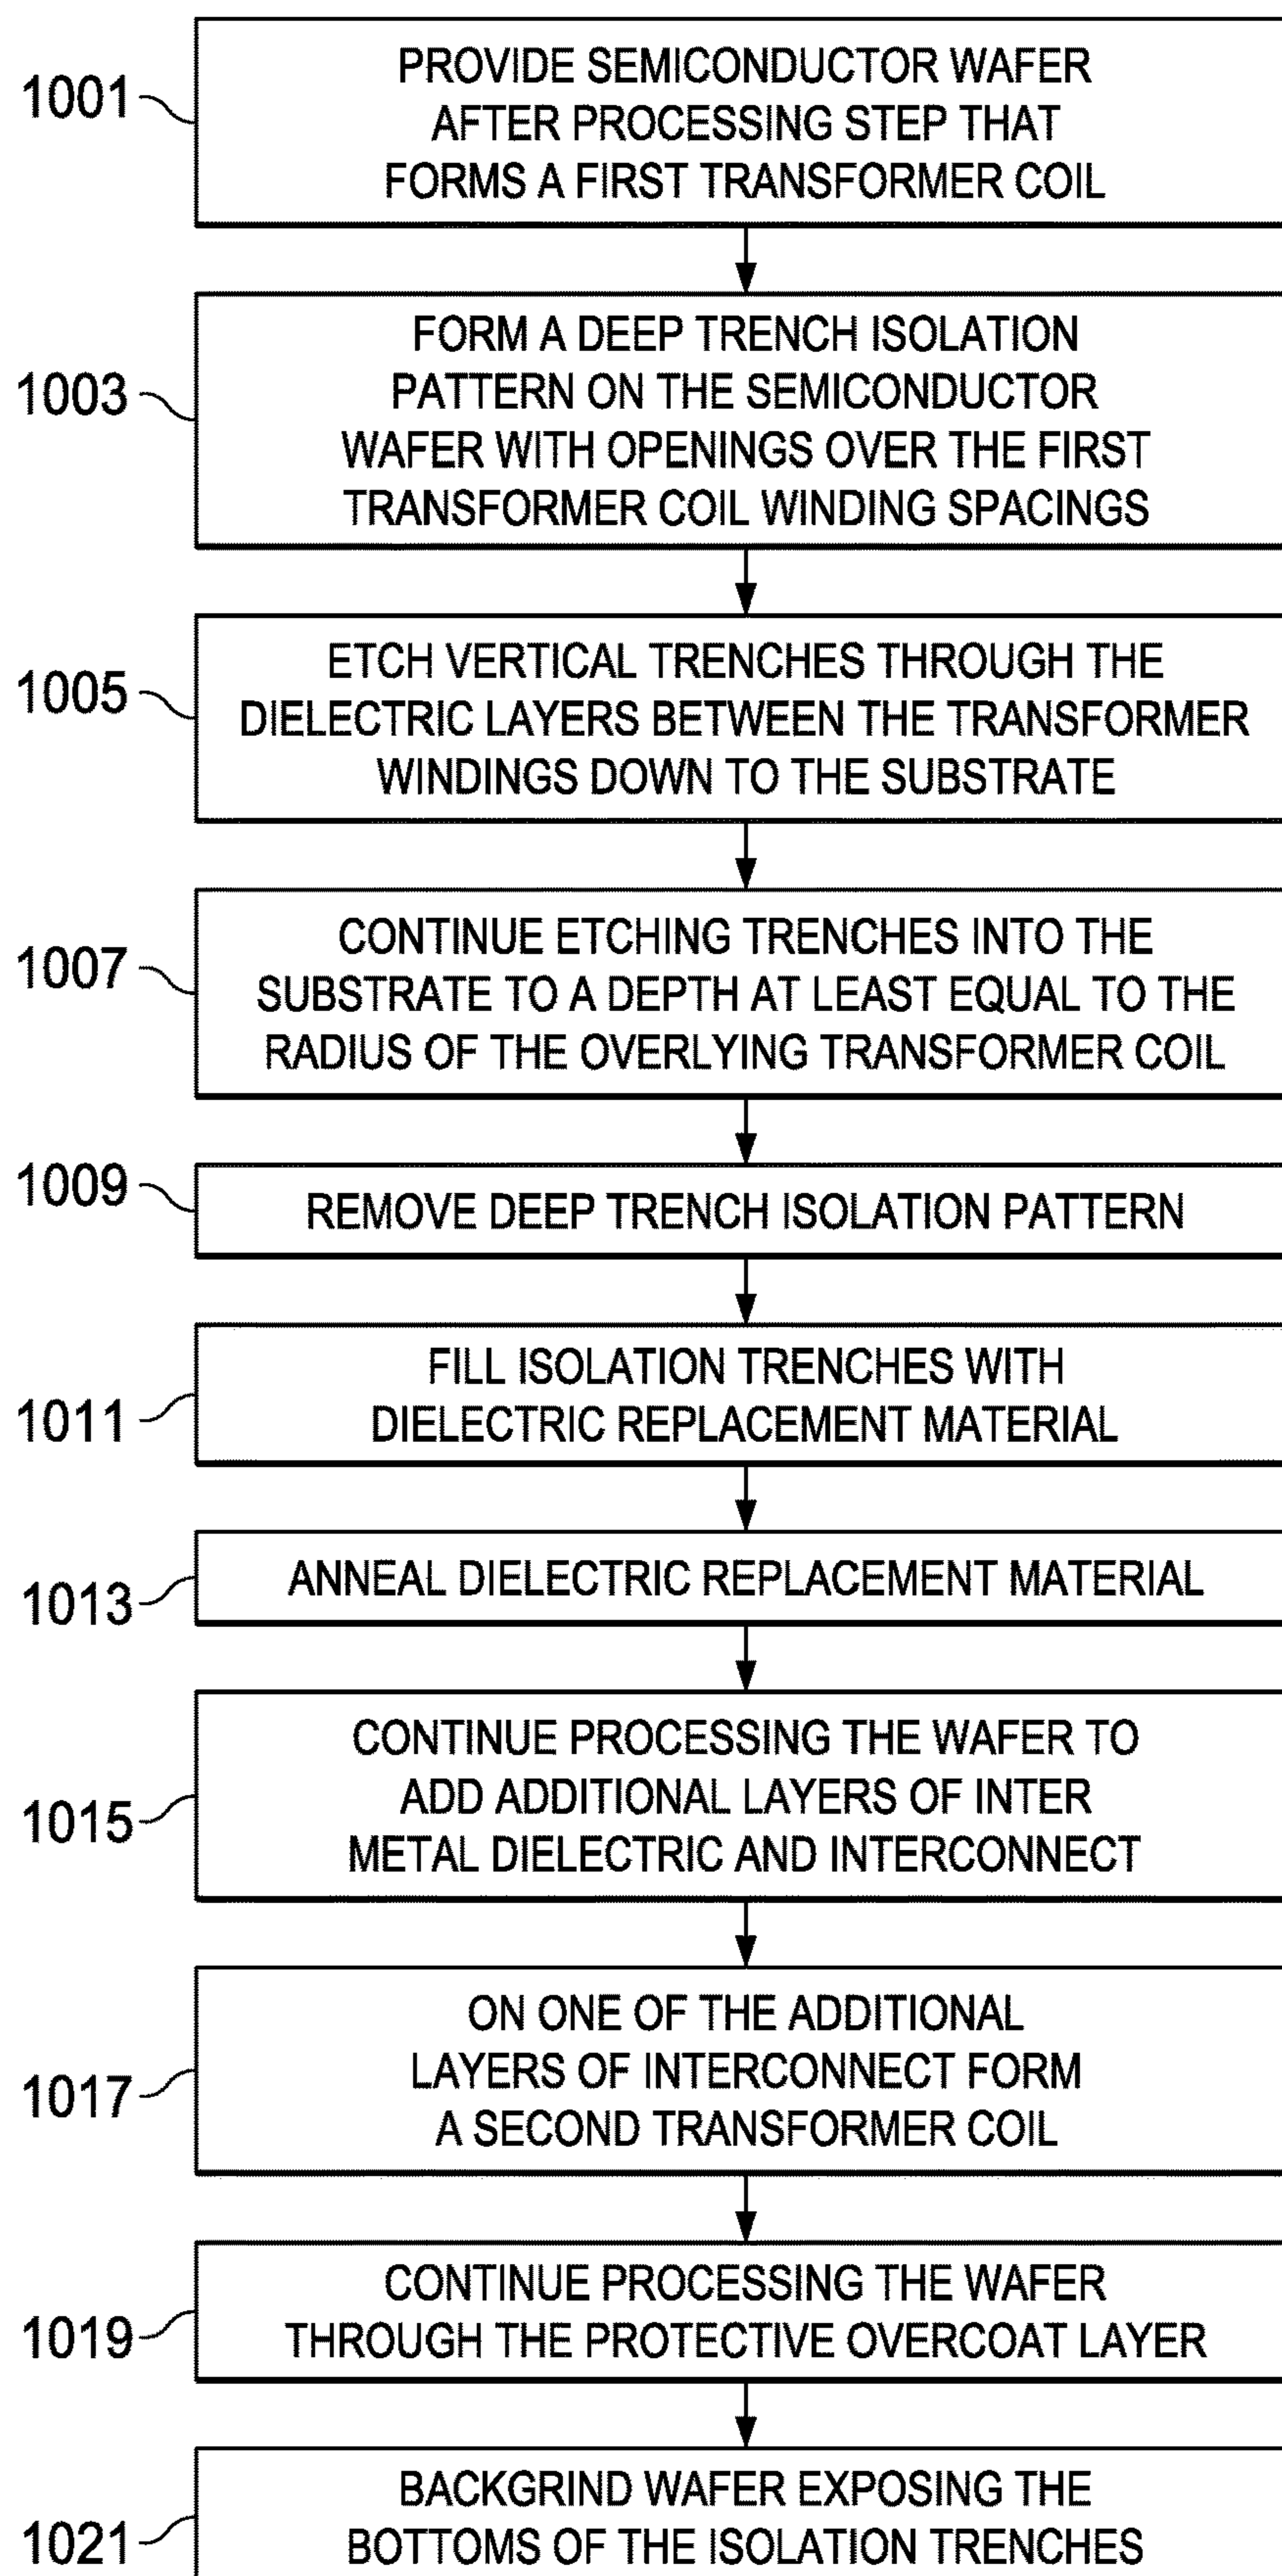 1001
PROVIDE SEMICONDUCTOR WAFER
AFTER PROCESSING STEP THAT
FORMS A FIRST TRANSFORMER COIL
1003
FORM A DEEP TRENCH ISOLATION
PATTERN ON THE SEMICONDUCTOR
WAFER WITH OPENINGS OVER THE FIRST
TRANSFORMER COIL WINDING SPACINGS
1005
ETCH VERTICAL TRENCHES THROUGH THE
DIELECTRIC LAYERS BETWEEN THE TRANSFORMER
WINDINGS DOWN TO THE SUBSTRATE
1007
CONTINUE ETCHING TRENCHES INTO THE
SUBSTRATE TO A DEPTH AT LEAST EQUAL TO THE
RADIUS OF THE OVERLYING TRANSFORMER COIL
1009
REMOVE DEEP TRENCH ISOLATION PATTERN
1011
FILL ISOLATION TRENCHES WITH
DIELECTRIC REPLACEMENT MATERIAL
1013
ANNEAL DIELECTRIC REPLACEMENT MATERIAL
1015
CONTINUE PROCESSING THE WAFER TO
ADD ADDITIONAL LAYERS OF INTER
METAL DIELECTRIC AND INTERCONNECT
1017
ON ONE OF THE ADDITIONAL
LAYERS OF INTERCONNECT FORM
A SECOND TRANSFORMER COIL
1019
CONTINUE PROCESSING THE WAFER
THROUGH THE PROTECTIVE OVERCOAT LAYER
1021
BACKGRIND WAFER EXPOSING THE
BOTTOMS OF THE ISOLATION TRENCHES